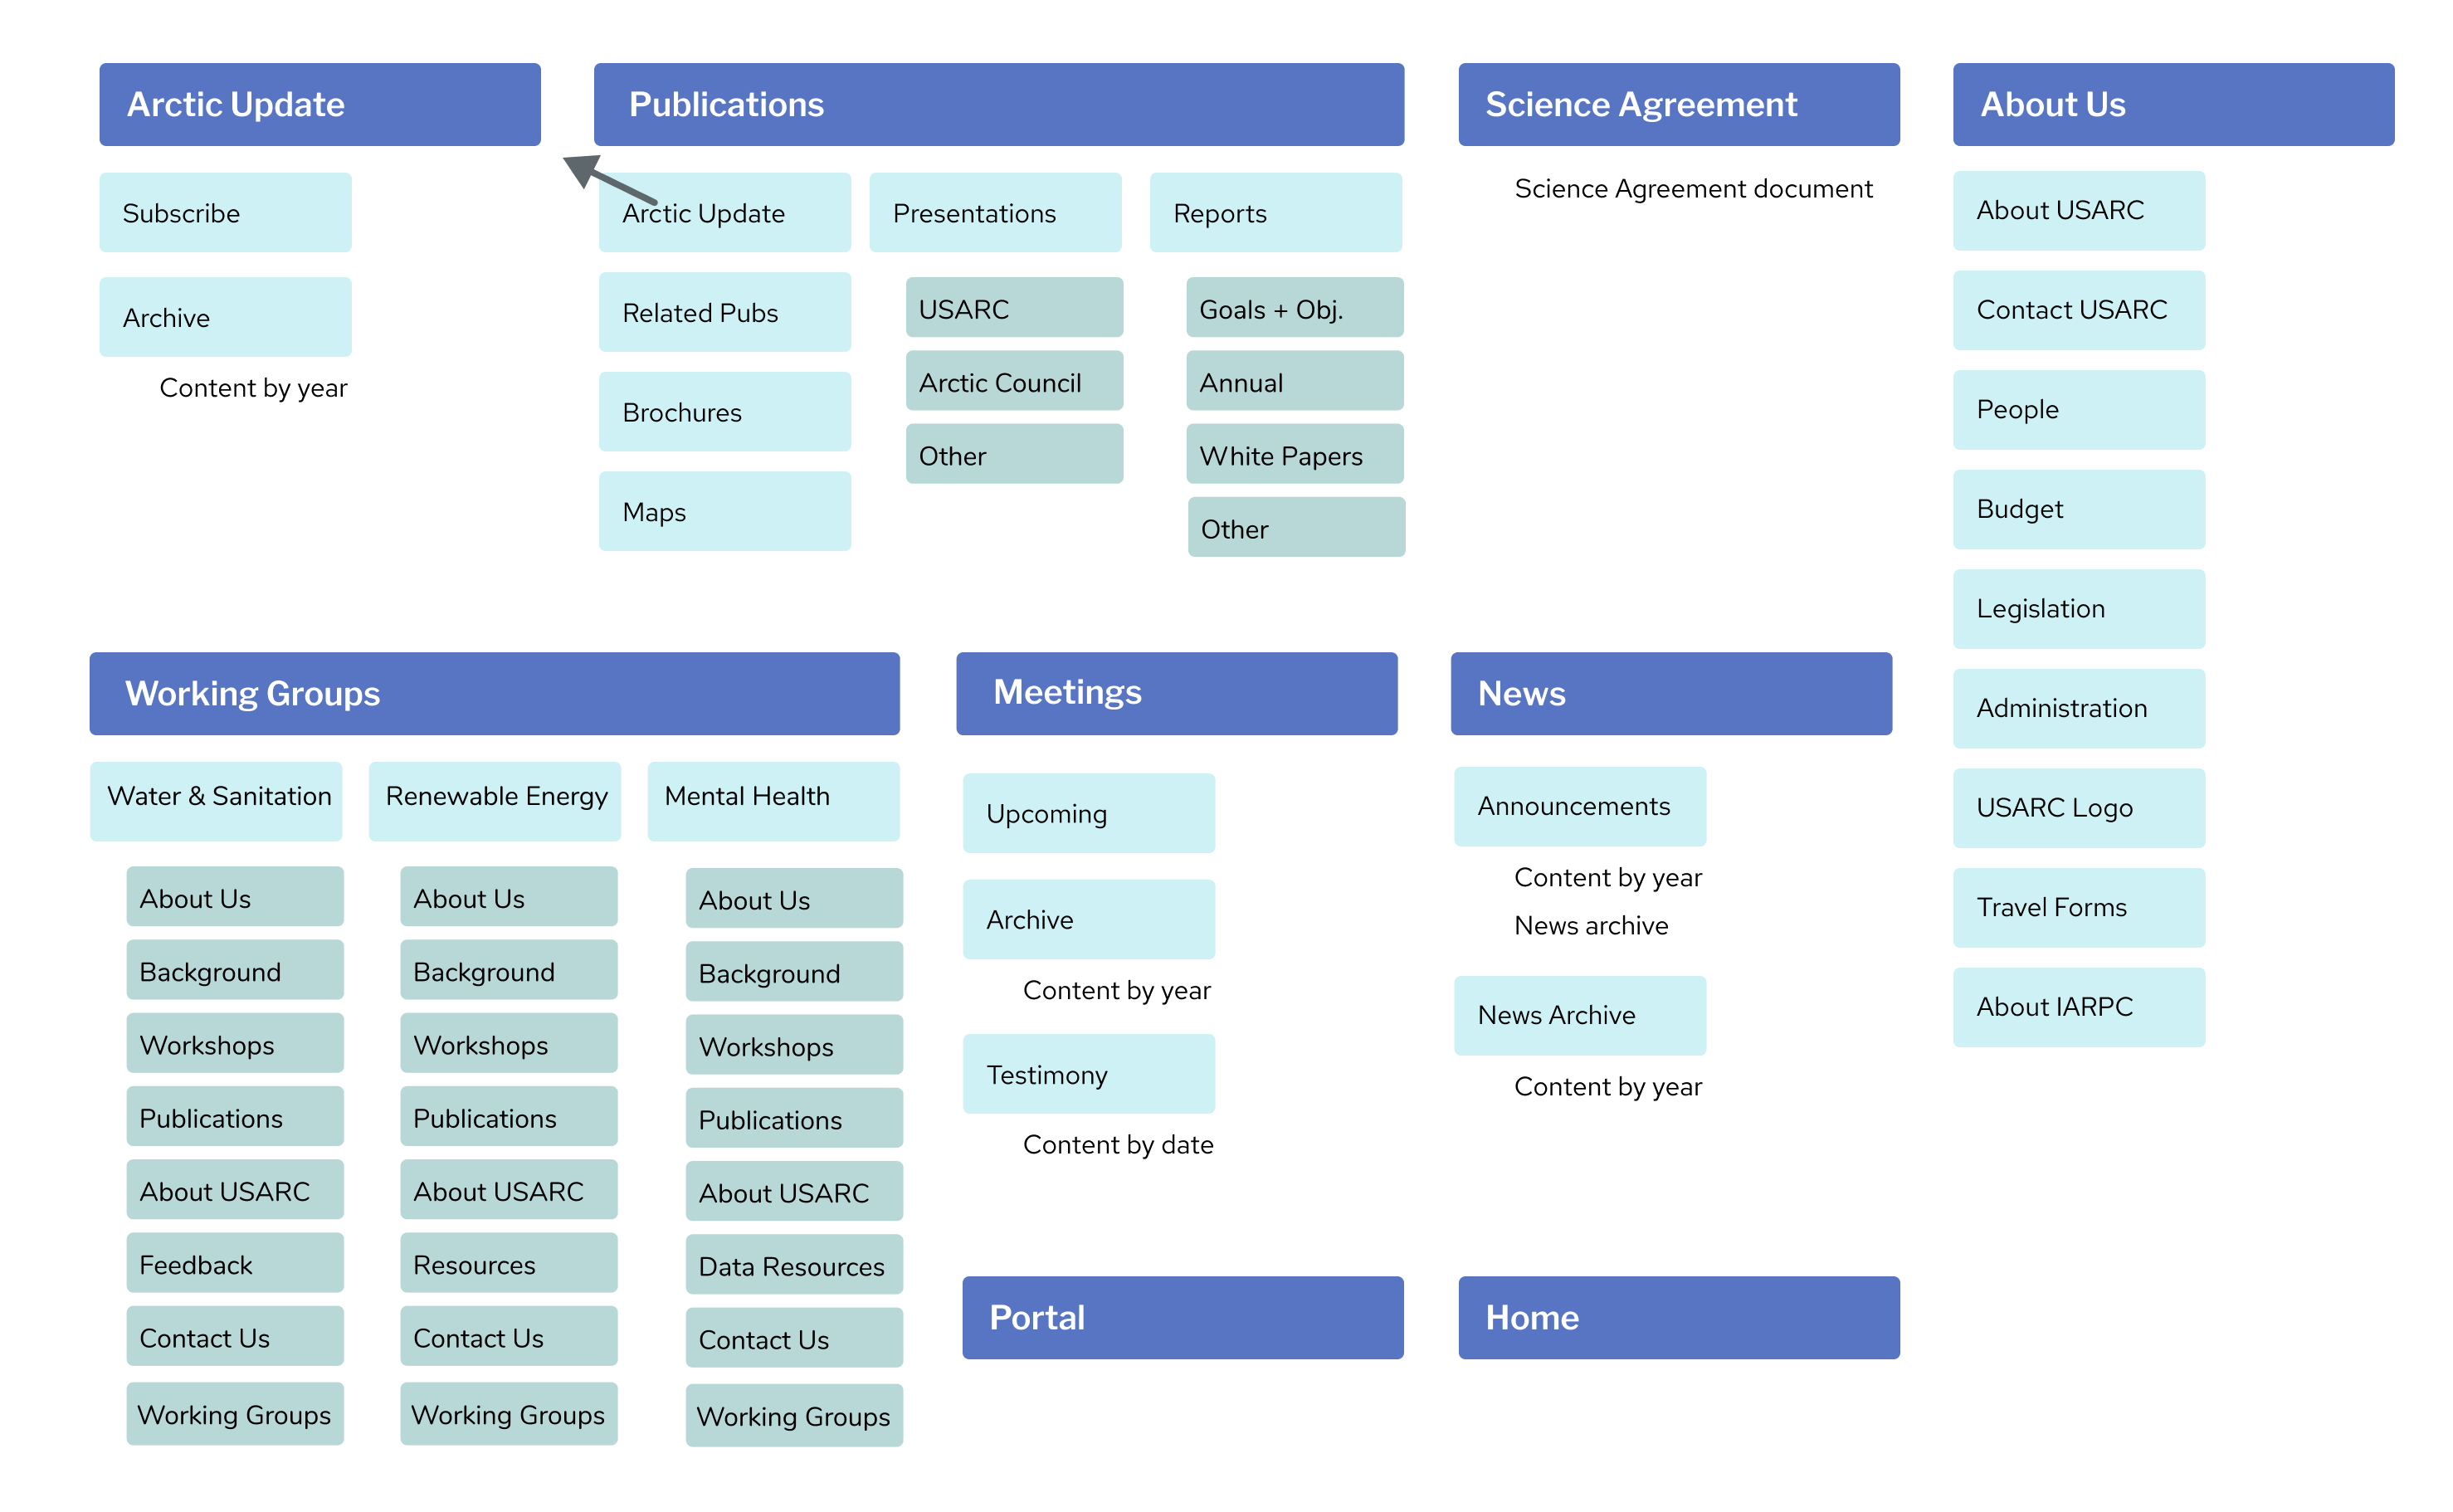 Arctic Update
Subscribe
Archive
Content by year
Publications
Arctic Update
Related Pubs
Brochures
Maps
Presentations
USARC
Arctic Council
Other
Reports
Goals + Obj.
Annual
White Papers
Other
Science Agreement
Science Agreement document
About Us
About USARC
Contact USARC
People
Budget
Legislation
Administration
USARC Logo
Travel Forms
About IARPC
Working Groups
Water & Sanitation
About Us
Background
Workshops
Publications
About USARC
Feedback
Contact Us
Working Groups
Renewable Energy
About Us
Background
Workshops
Publications
About USARC
Resources
Contact Us
Working Groups
Mental Health
About Us
Background
Workshops
Publications
About USARC
Data Resources
Contact Us
Working Groups
Meetings
Upcoming
Archive
Content by year
Testimony
Content by date
News
Announcements
Content by year
News archive
News Archive
Content by year
Portal
Home